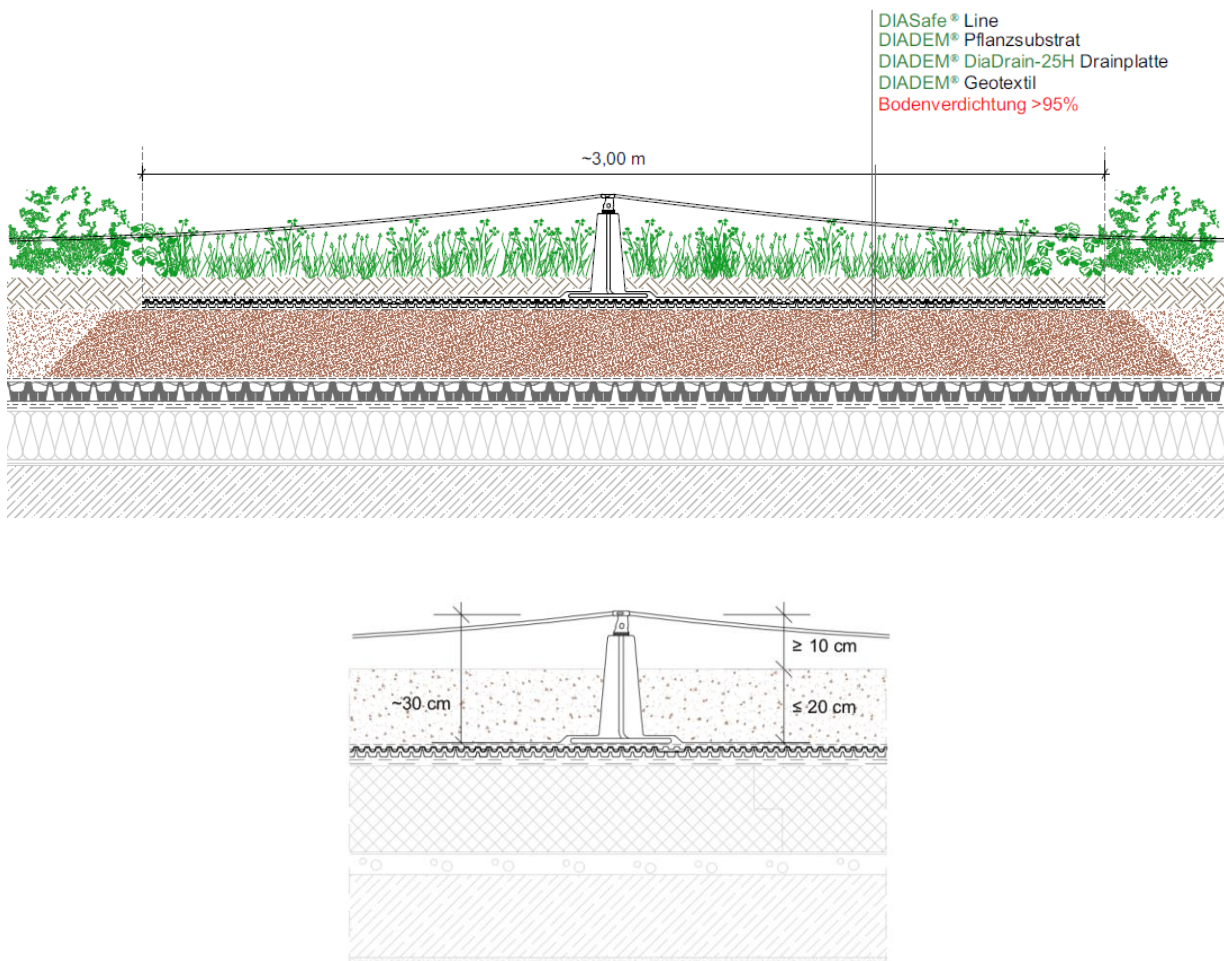 DIASafe® Line
DIADEM® Pflanzsubstrat
DIADEM® DiaDrain-25H Drainplatte
DIADEM® Geotextil
Bodenverdichtung >95%
~3,00 m
≥ 10 cm
~30 cm
≤ 20 cm